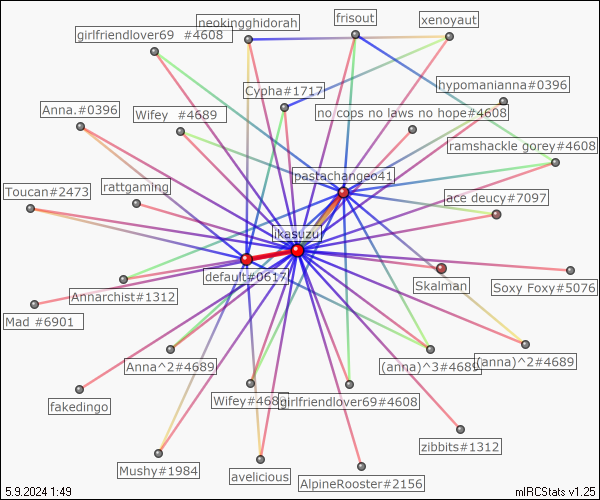 girlfriendlover69 #4608
neokingghidorah
frisout
xenoyaut
Cypha#1717
hypomanianna#0396
Anna.#0396
Wifey #4689
no cops no laws no hope#4608
ramshackle gorey#4608
pastachangeo41
Toucan#2473
rattgaming
ace deucy#7097
ikasuzu
default#0617
Skalman
Soxy Foxy#5076
Annarchist#1312
Mad #6901
Anna^2#4689
(anna)^3#4689
(anna)^2#4689
fakedingo
Wifey#468
girlfriendlover69#4608
zibbits#1312
Mushy#1984
avelicious
AlpineRooster#2156
5.9.2024 1:49
mIRCStats v1.25